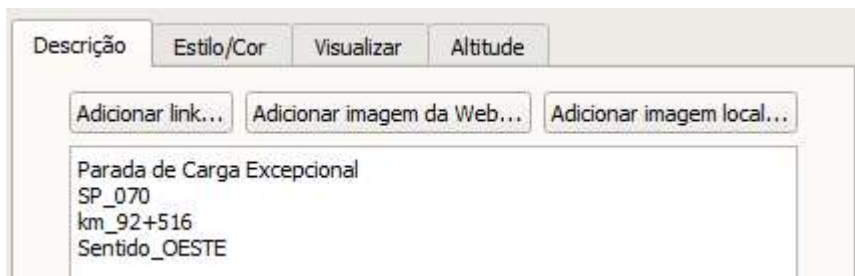 Descrição Estilo/Cor Visualizar Altitude
Adicionar link... Adicionar imagem da Web... Adicionar imagem local...
Parada de Carga Excepcional
SP_070
km_92+516
Sentido_OESTE